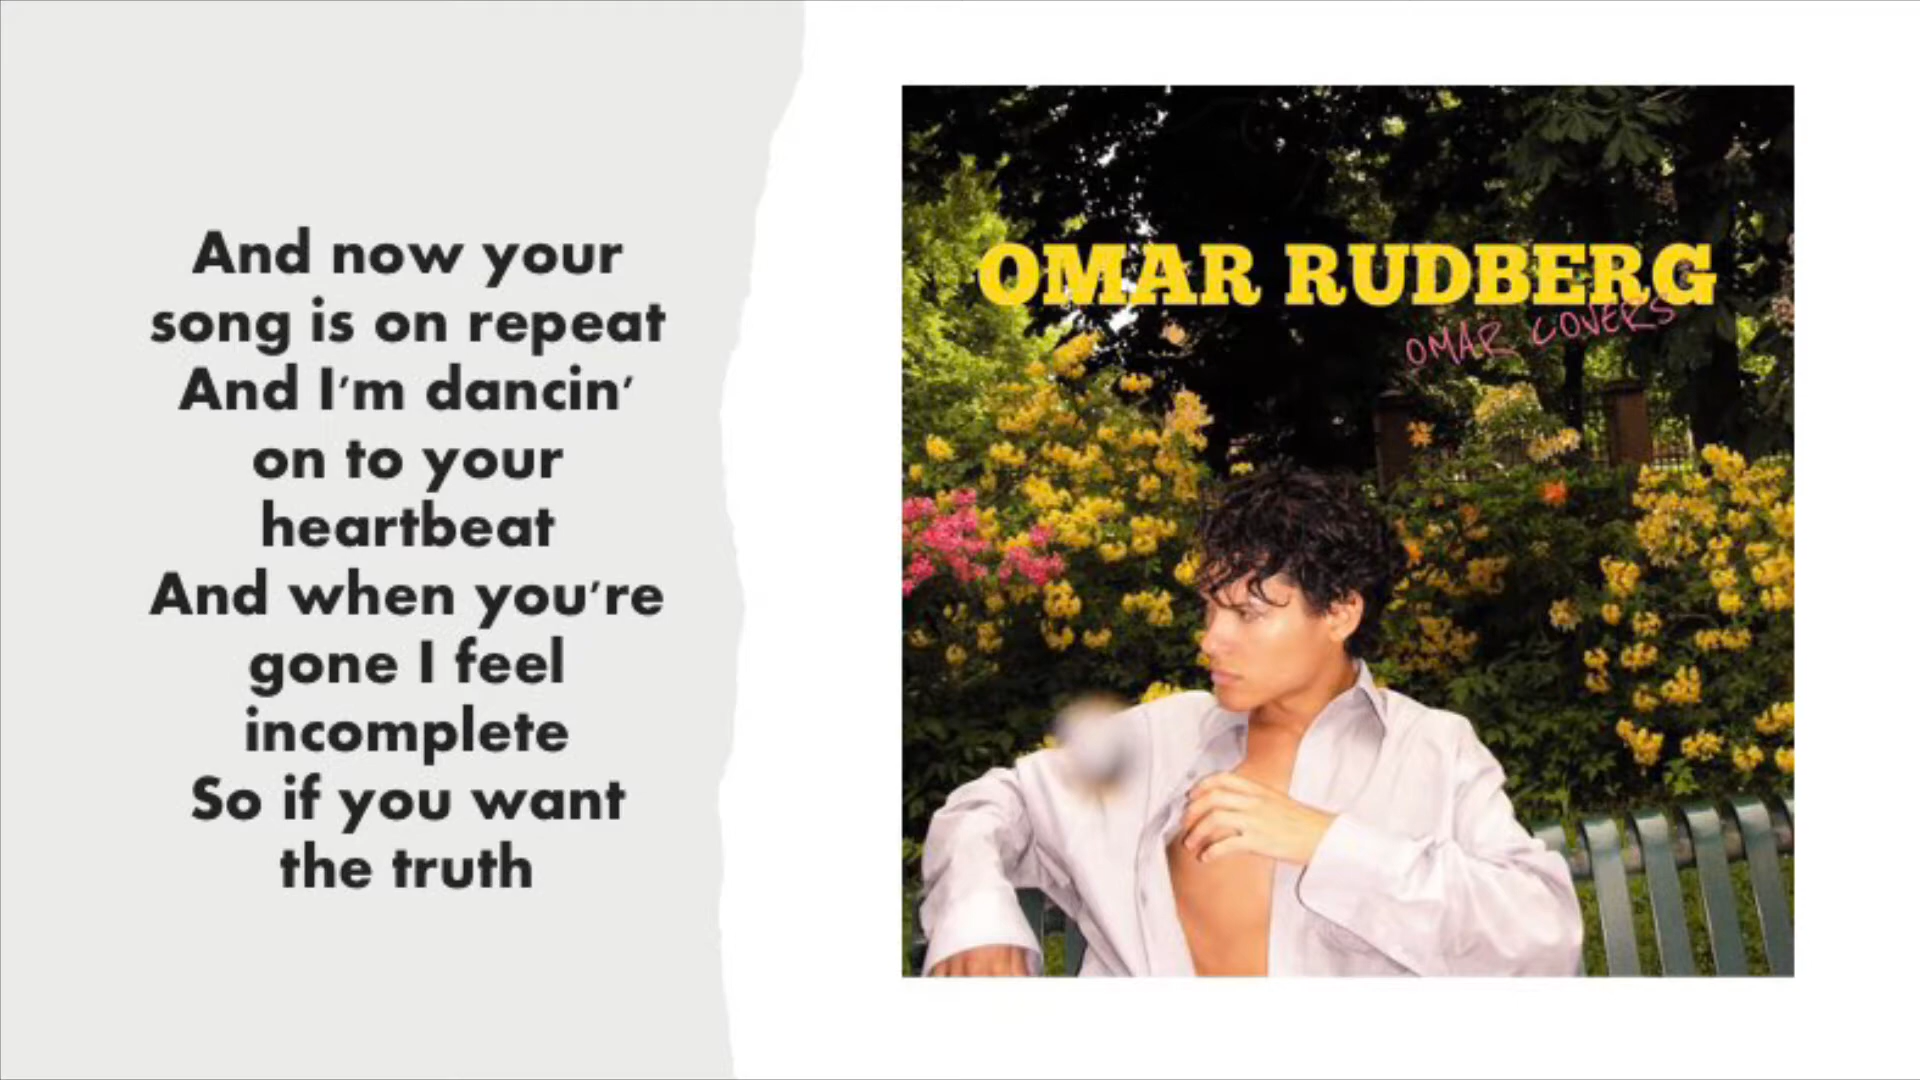 And now your
song is on repeat
And I'm dancin'
on to your
heartbeat
And when you're
gone I feel
incomplete
So if you want
the truth
OMAR RUDBERG
OMAR COVERS